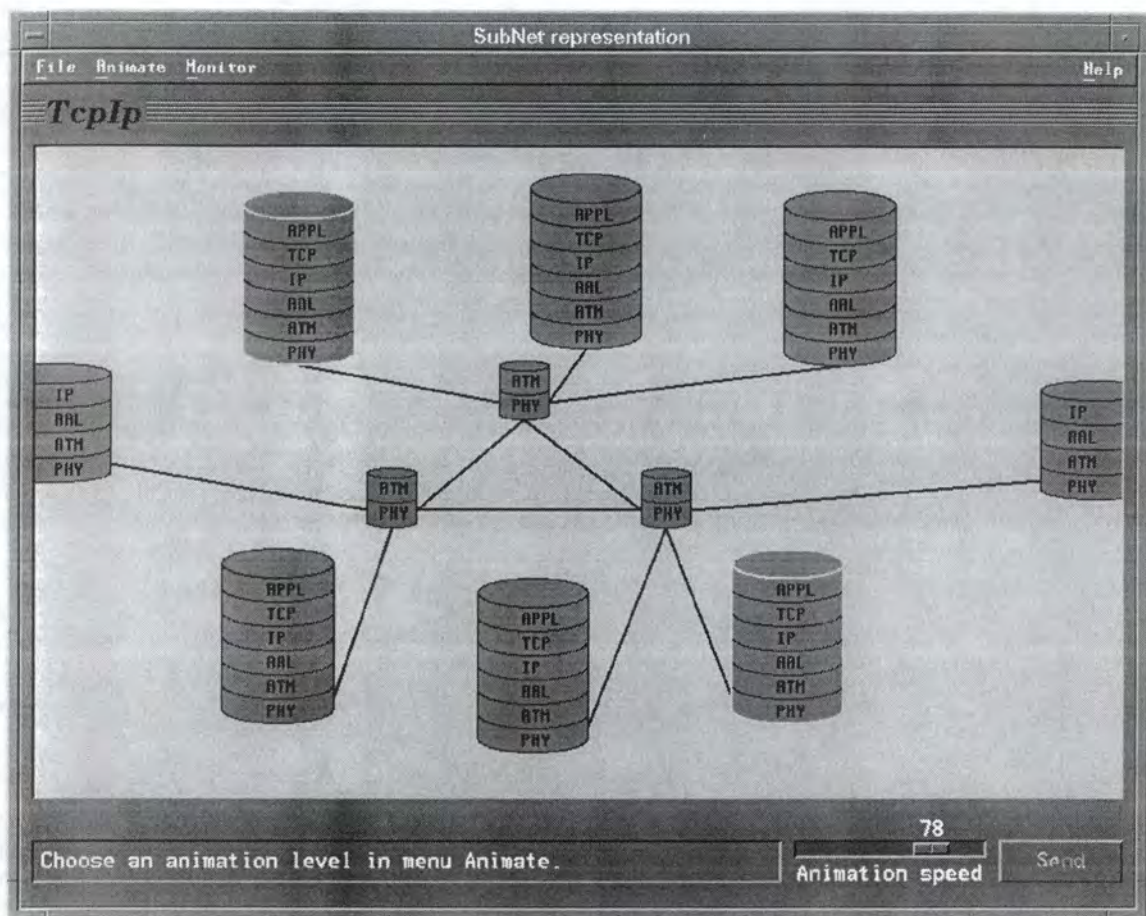 SubNet representation
File Animate Monitor Help
TcpIp
APPL
TCP
IP
AAL
ATM
PHY
APPL
TCP
IP
AAL
ATM
PHY
APPL
TCP
IP
AAL
ATM
PHY
ATM
PHY
IP
AAL
ATM
PHY
IP
AAL
ATM
PHY
ATM
PHY
ATM
PHY
APPL
TCP
IP
AAL
ATM
PHY
APPL
TCP
IP
AAL
ATM
PHY
APPL
TCP
IP
AAL
ATM
PHY
Choose an animation level in menu Animate.
78
Animation speed
Send